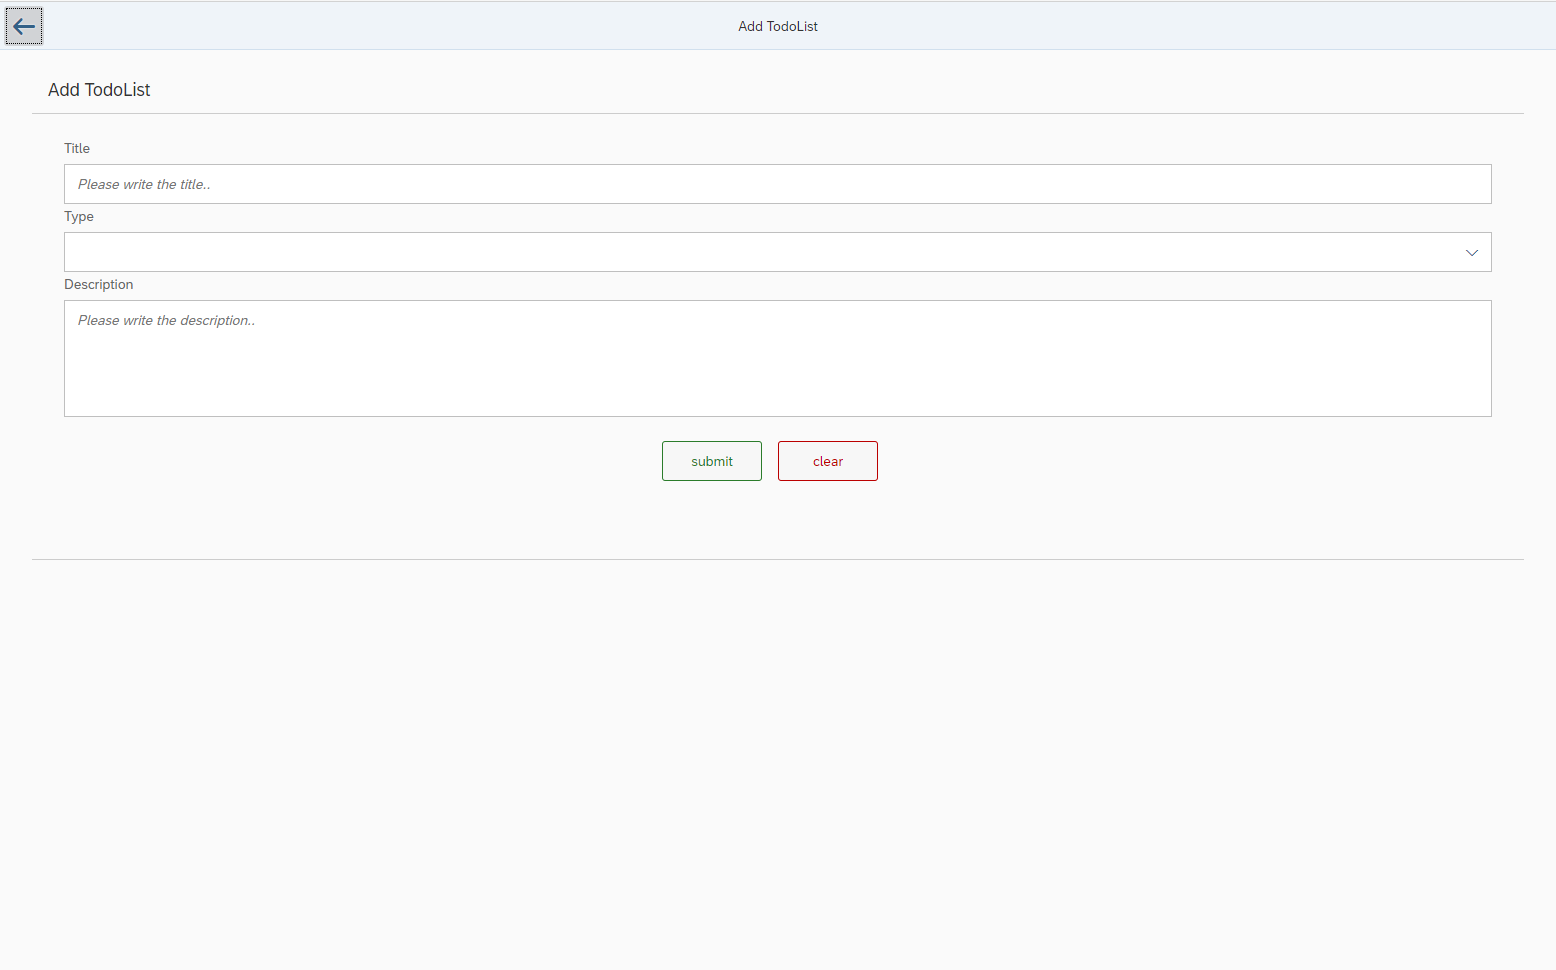 Add TodoList
Add TodoList
Title
Please write the title..
Type
Description
Please write the description..
submit clear